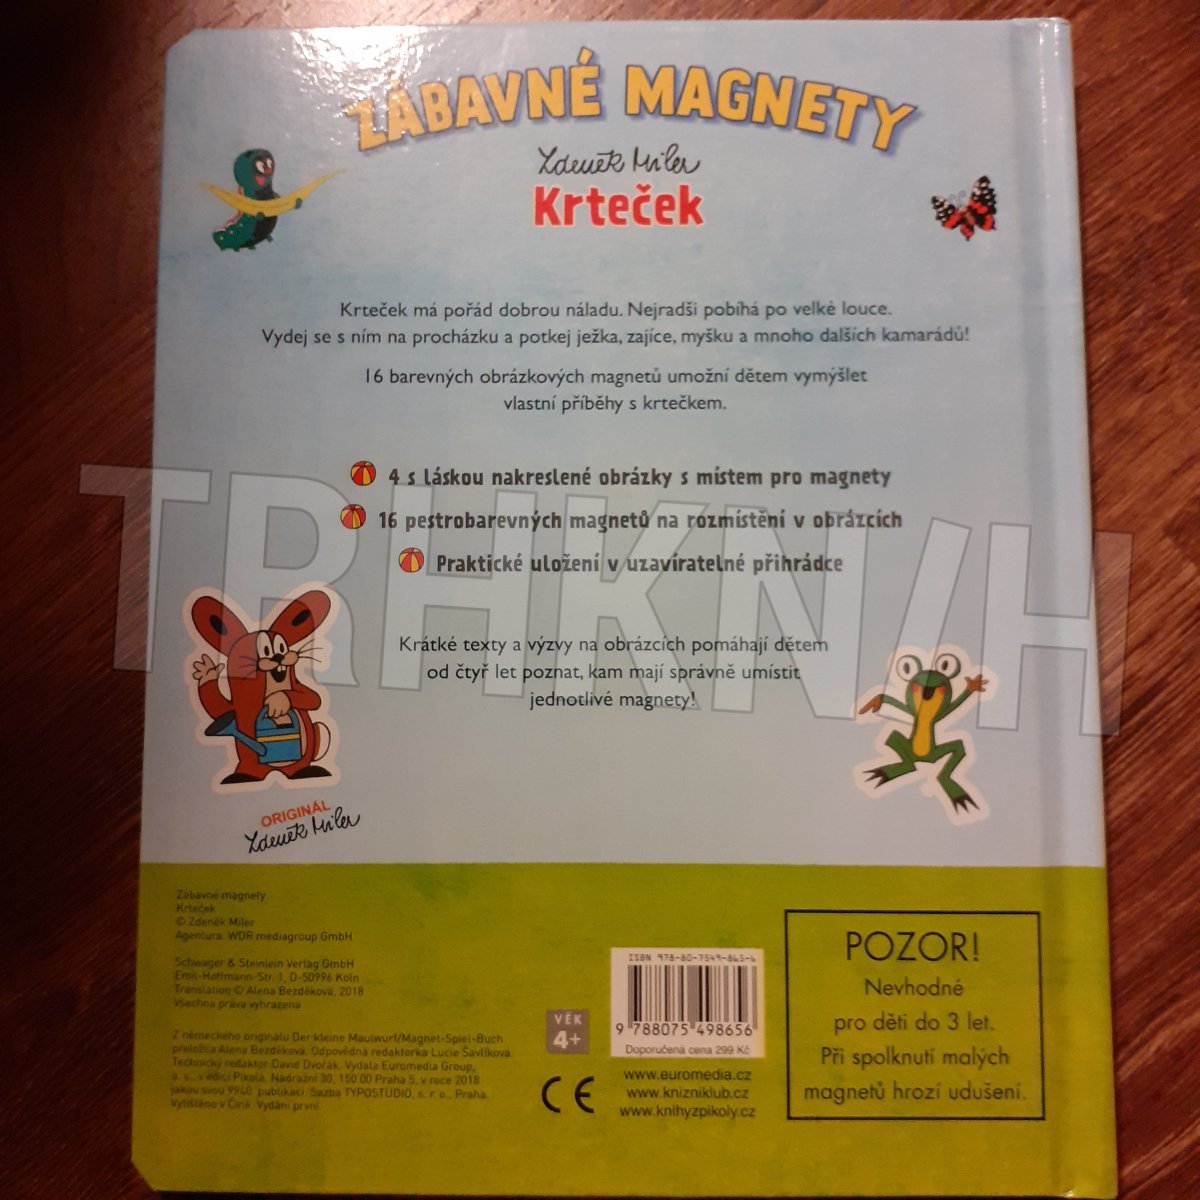 ZÁBAVNÉ MAGNETY
Zdeněk Miler
Krteček
Krteček má pořád dobrou náladu. Nejradši pobíhá po velké louce.
Vydej se s ním na procházku a potkej ježka, zajíce, myšku a mnoho dalších kamarádů!
16 barevných obrázkových magnetů umožní dětem vymýšlet
vlastní příběhy s krtečkem.
4 s láskou nakreslené obrázky s místem pro magnety
16 pestrobarevných magnetů na rozmístění v obrázcích
Praktické uložení v uzavíratelné přihrádce
TRHKNIH
Krátké texty a výzvy na obrázcích pomáhají dětem
od čtyř let poznat, kam mají správně umístit
jednotlivé magnety!
ORIGINÁL
Zdeněk Miler
Zábavné magnety
Krteček
© Zdeněk Miler
Agentura: WDR mediagroup GmbH
Schwager & Steinlein Verlag GmbH
Emil-Hoffmann-Str. 1, D-50996 Köln
Translation © Alena Bezděková, 2018
Všechna práva vyhrazena
Z německého originálu Der kleine Maulwurf/Magnet-Spiel-Buch
přeložila Alena Bezděková. Odpovědná redaktorka Lucie Šavlíková.
Technický redaktor David Dvořák. Vydala Euromedia Group,
a. s., v edici Pikola, Nádražní 30, 150 00 Praha 5, v roce 2018
jakou svou 9940. publikaci. Sazba TYPOSTUDIO, s. r. o., Praha.
Vytištěno v Číně. Vydání první.
VĚK
4+
CE
ISBN 978-80-7549-865-6
9 788075 498656
Doporučená cena 299 Kč
www.euromedia.cz
www.knizniklub.cz
www.knihyzpikoly.cz
POZOR!
Nevhodné
pro děti do 3 let.
Při spolknutí malých
magnetů hrozí udušení.